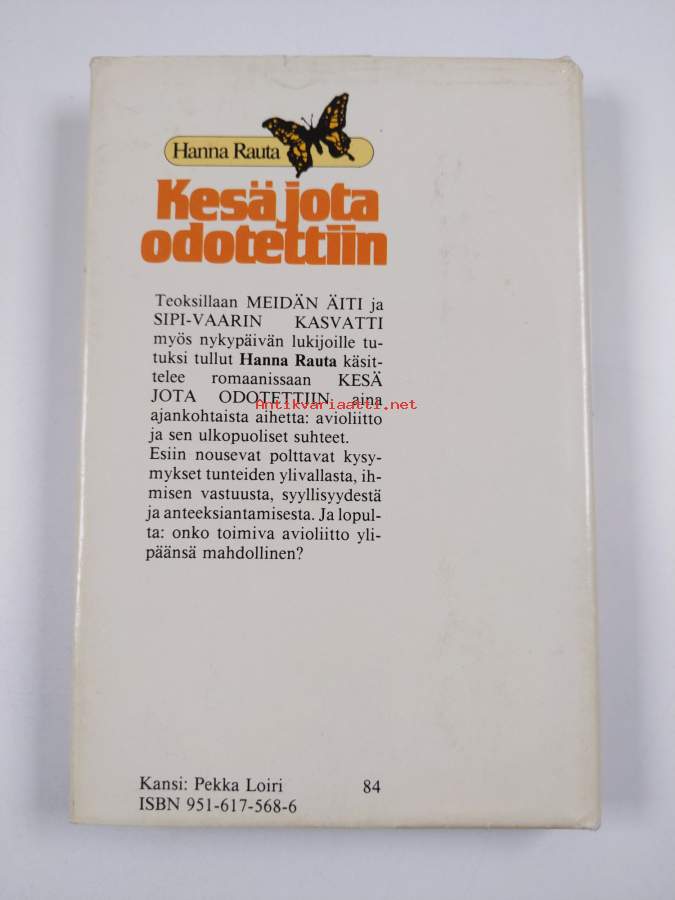 Hanna Rauta
Kesä jota
odotettiin
Teoksillaan MEIDÄN ÄITI ja
SIPI-VAARIN KASVATTI
myös nykypäivän lukijoille tu-
tuksi tullut Hanna Rauta käsit-
telee romaanissaan KESÄ
JOTA ODOTETTIIN aina
Antikvariaatti.net
ajankohtaista aihetta: avioliitto
ja sen ulkopuoliset suhteet.
Esiin nousevat polttavat kysy-
mykset tunteiden ylivallasta, ih-
misen vastuusta, syyllisyydestä
ja anteeksiantamisesta. Ja lopul-
ta: onko toimiva avioliitto yli-
päänsä mahdollinen?
Kansi: Pekka Loiri 84
ISBN 951-617-568-6